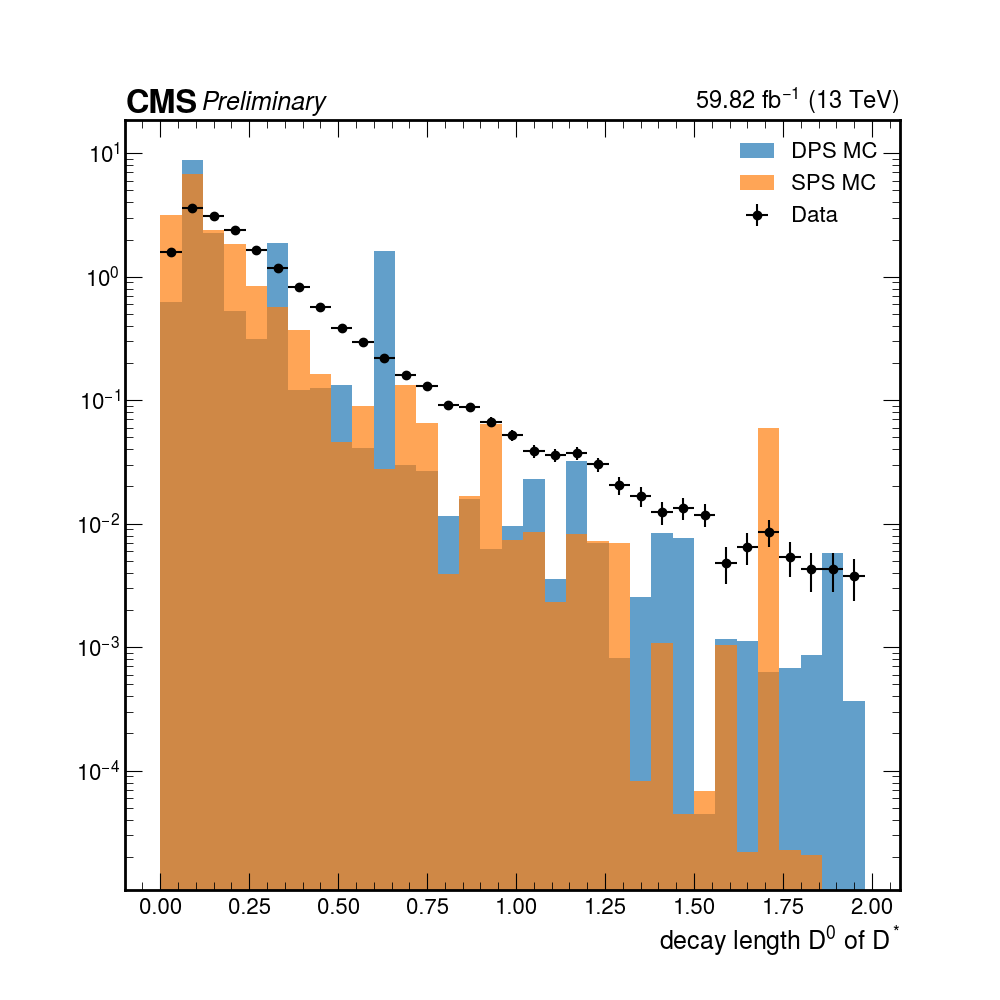 CMS Preliminary 59.82 fb⁻¹ (13 TeV)
DPS MC
SPS MC
Data
10¹
10⁰
10⁻¹
10⁻²
10⁻³
10⁻⁴
0.00 0.25 0.50 0.75 1.00 1.25 1.50 1.75 2.00
decay length D⁰ of D*